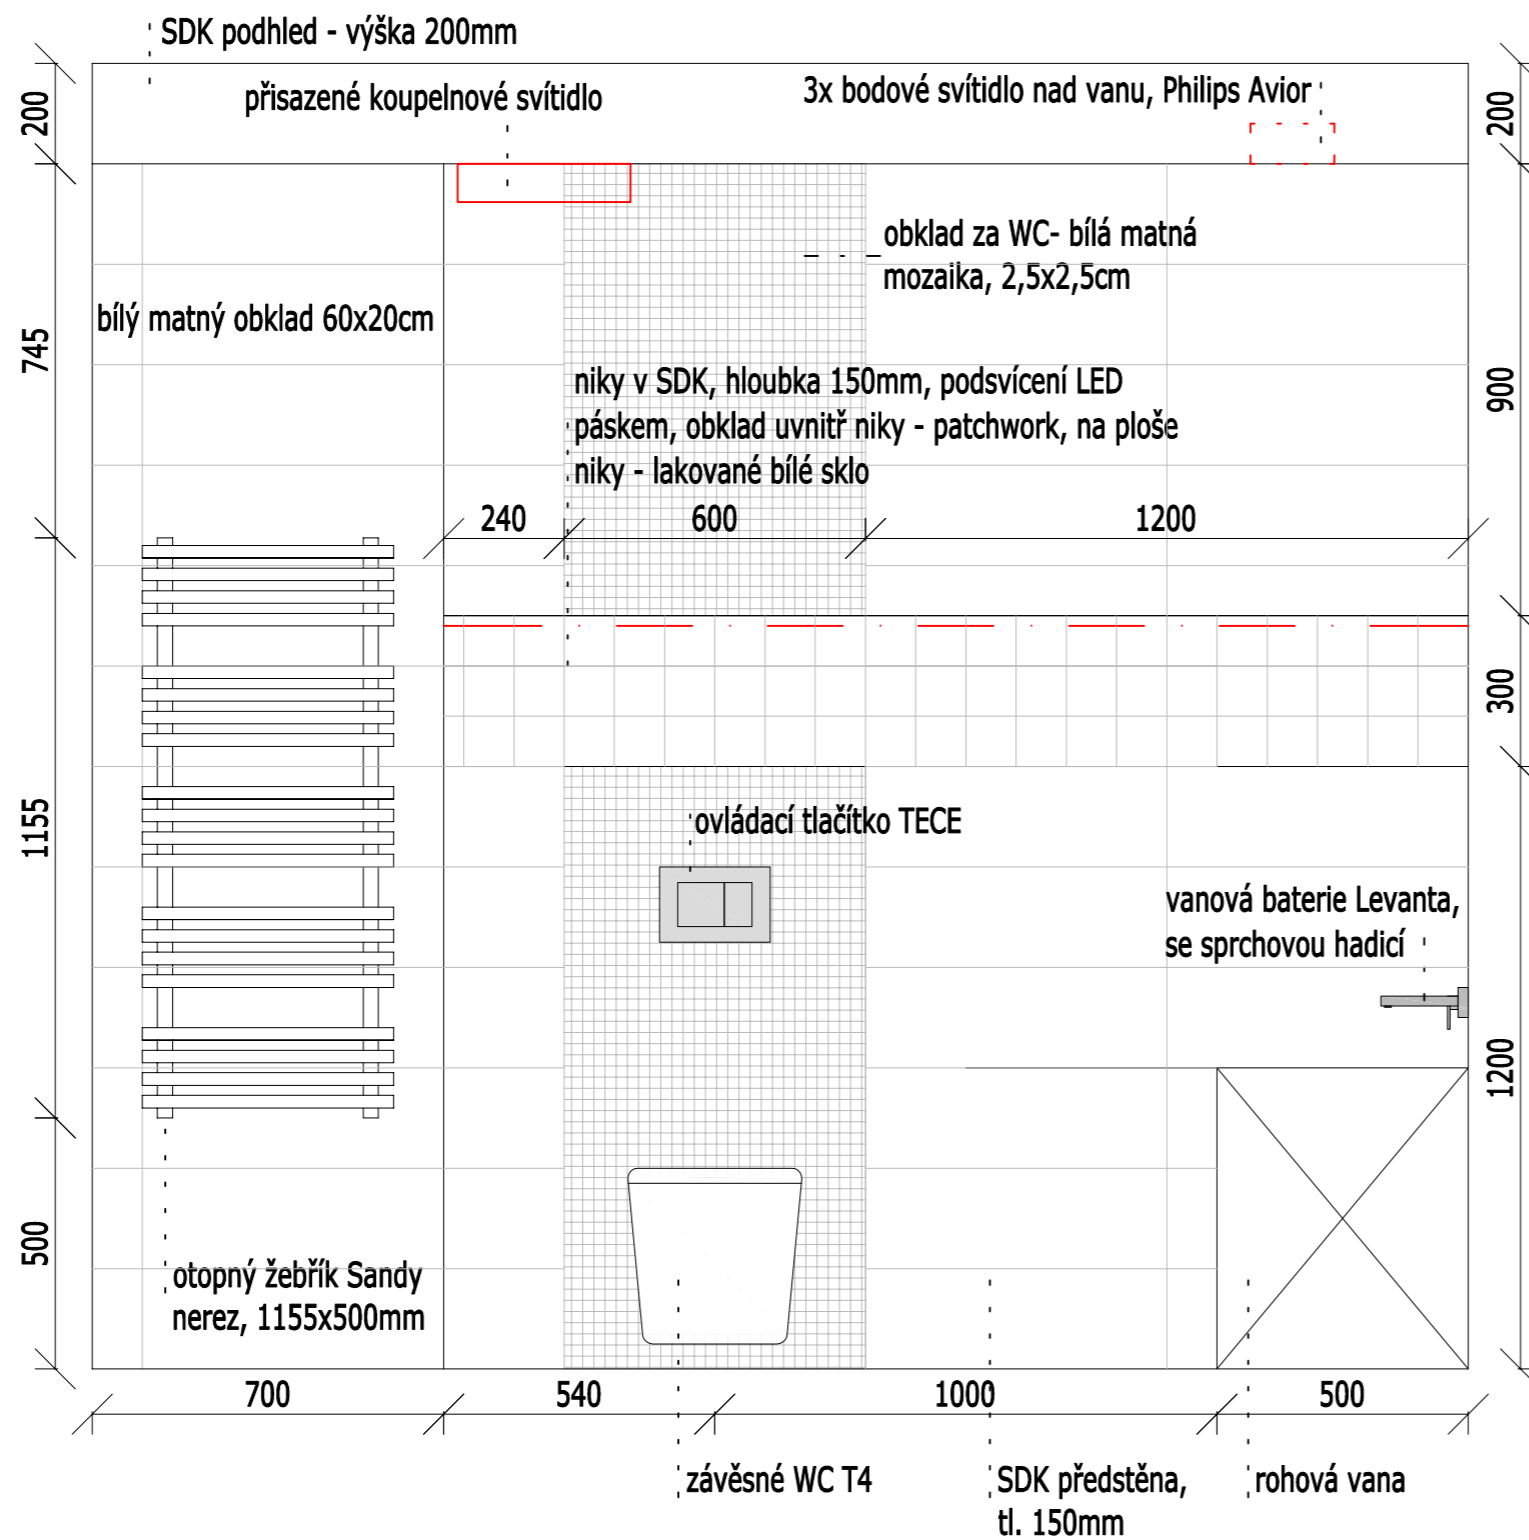 SDK podhled - výška 200mm
přisazené koupelnové svítidlo
3x bodové svítidlo nad vanu, Philips Avior
200
200
obklad za WC- bílá matná
mozaika, 2,5x2,5cm
bílý matný obklad 60x20cm
745
900
niky v SDK, hloubka 150mm, podsvícení LED
páskem, obklad uvnitř niky - patchwork, na ploše
niky - lakované bílé sklo
240
600
1200
300
1155
ovládací tlačítko TECE
vanová baterie Levanta,
se sprchovou hadicí
1200
500
otopný žebřík Sandy
nerez, 1155x500mm
700
540
1000
500
závěsné WC T4
SDK předstěna,
tl. 150mm
rohová vana